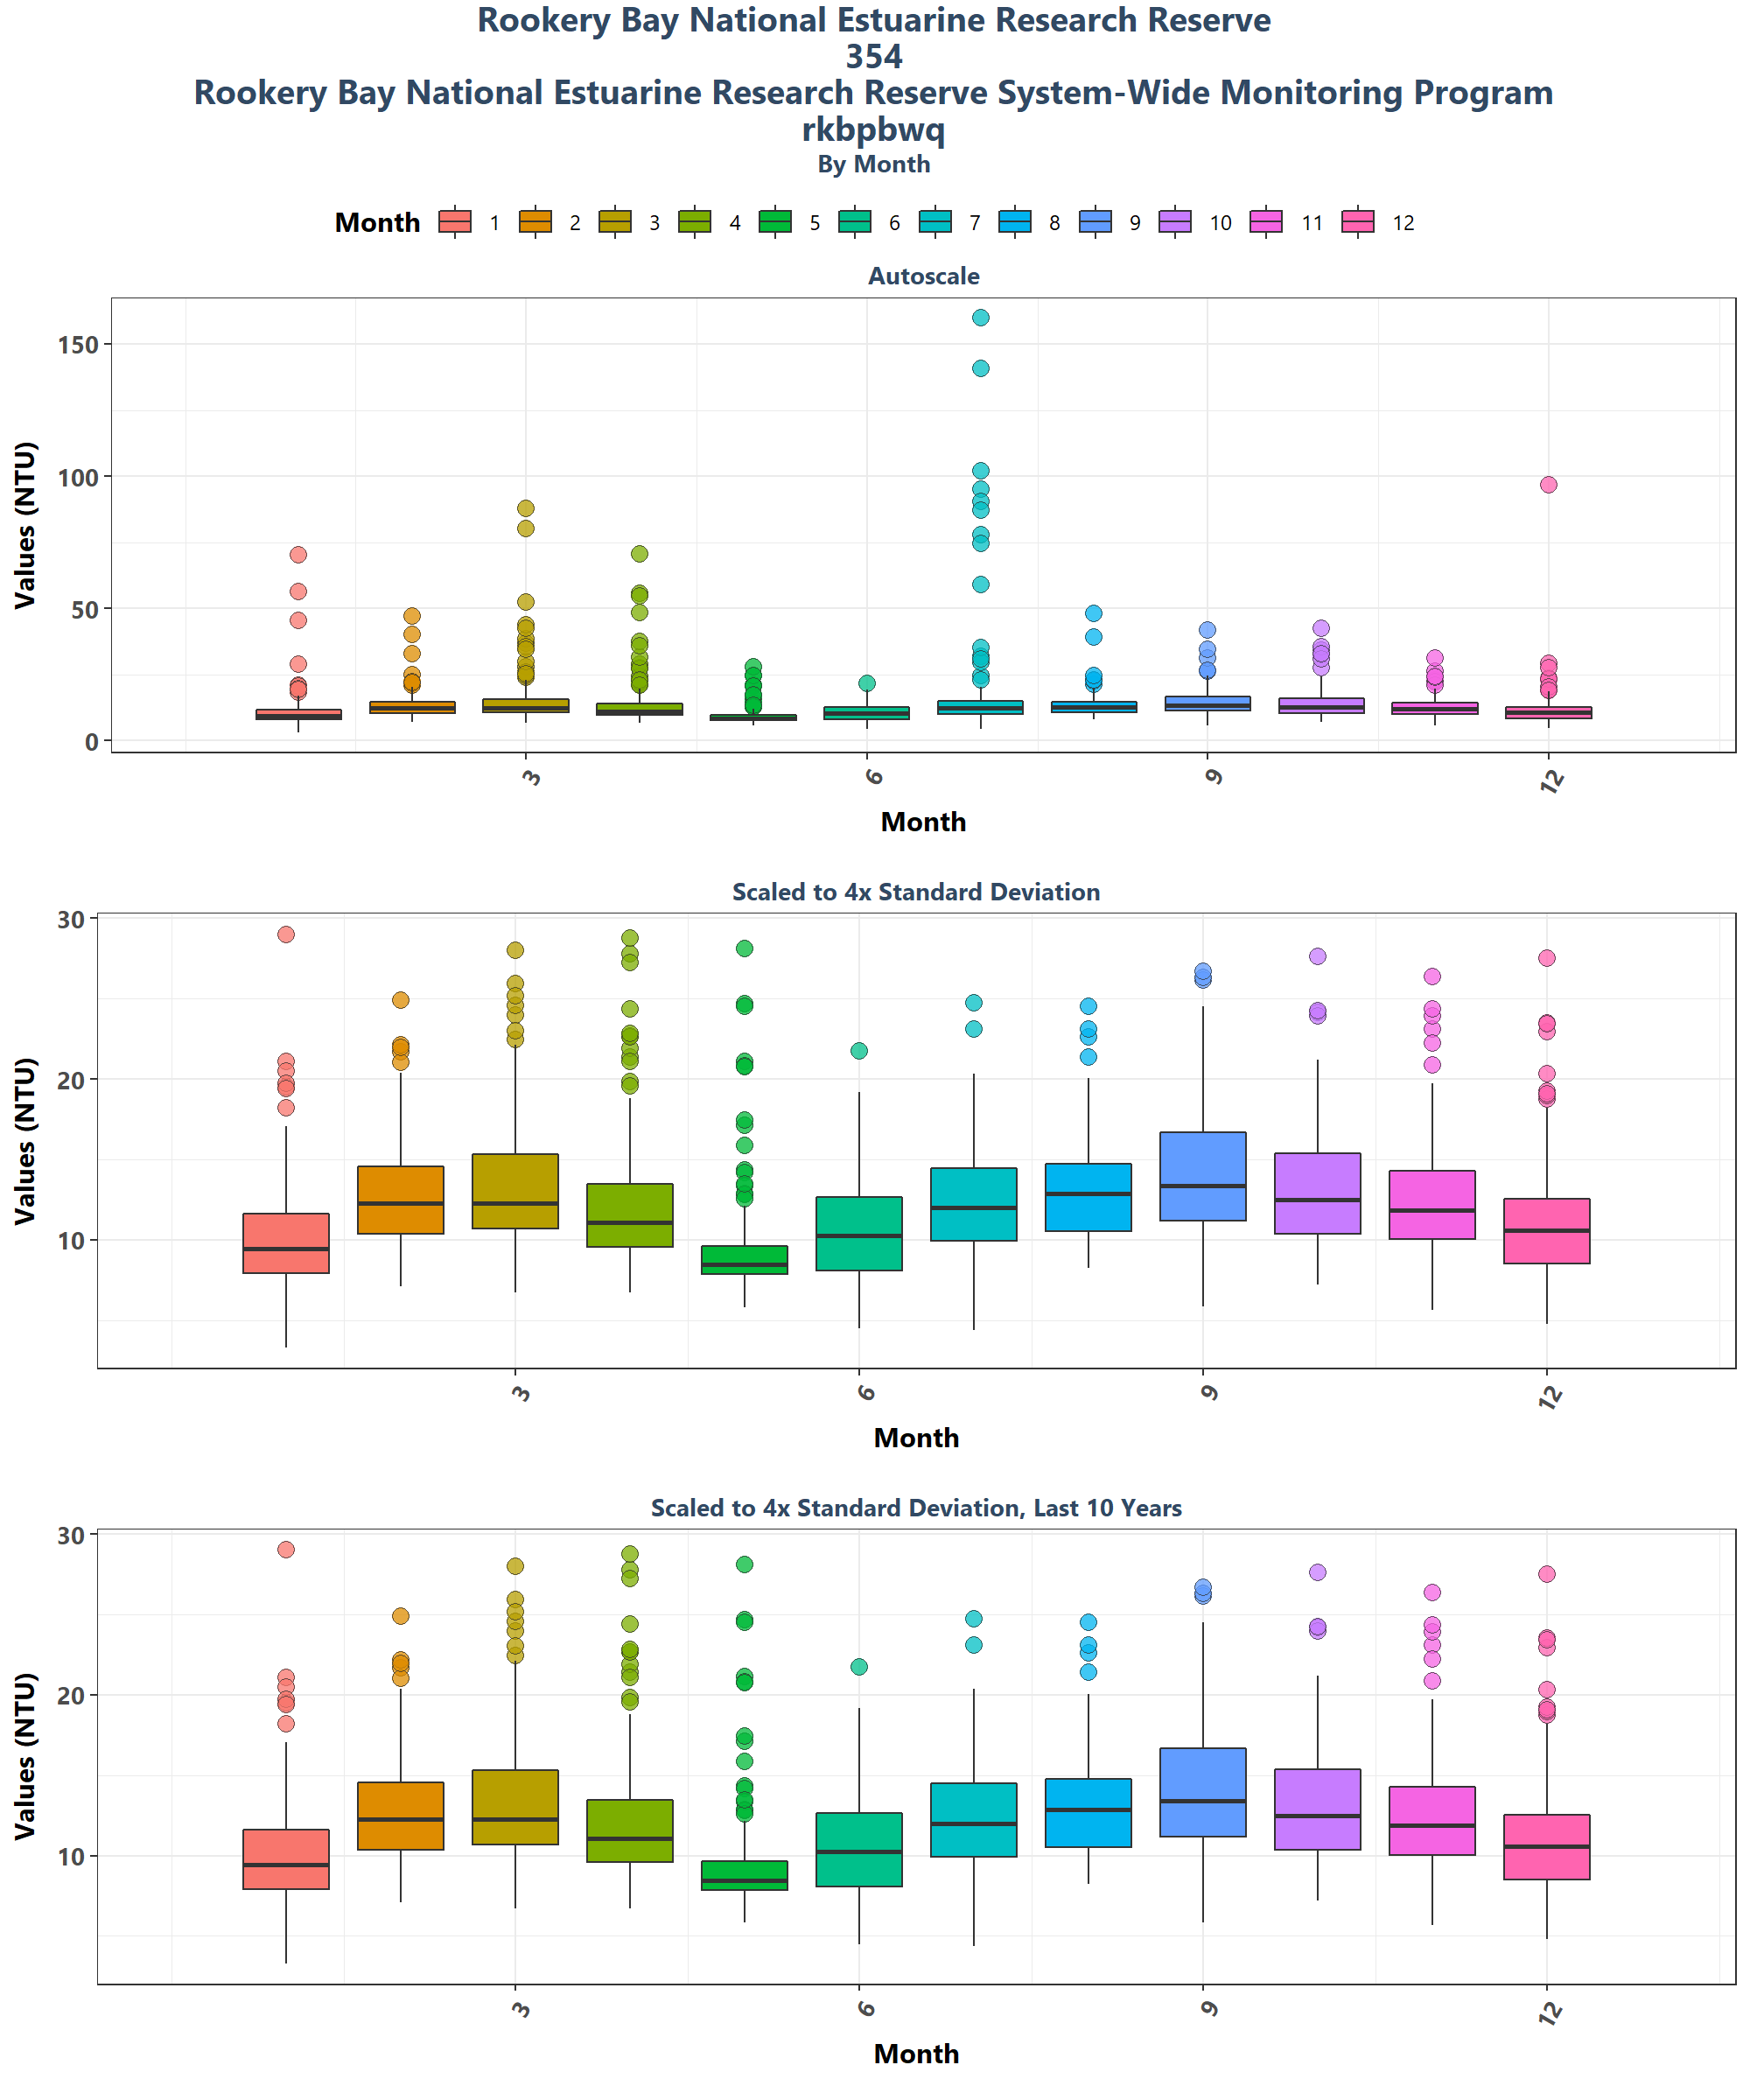 Rookery Bay National Estuarine Research Reserve
354
Rookery Bay National Estuarine Research Reserve System-Wide Monitoring Program
rkbpbwq
By Month
Month 1 2 3 4 5 6 7 8 9 10 11 12
Autoscale
Values (NTU)
150
100
50
0
3 6 9 12
Month
Scaled to 4x Standard Deviation
Values (NTU)
30
20
10
3 6 9 12
Month
Scaled to 4x Standard Deviation, Last 10 Years
Values (NTU)
30
20
10
3 6 9 12
Month